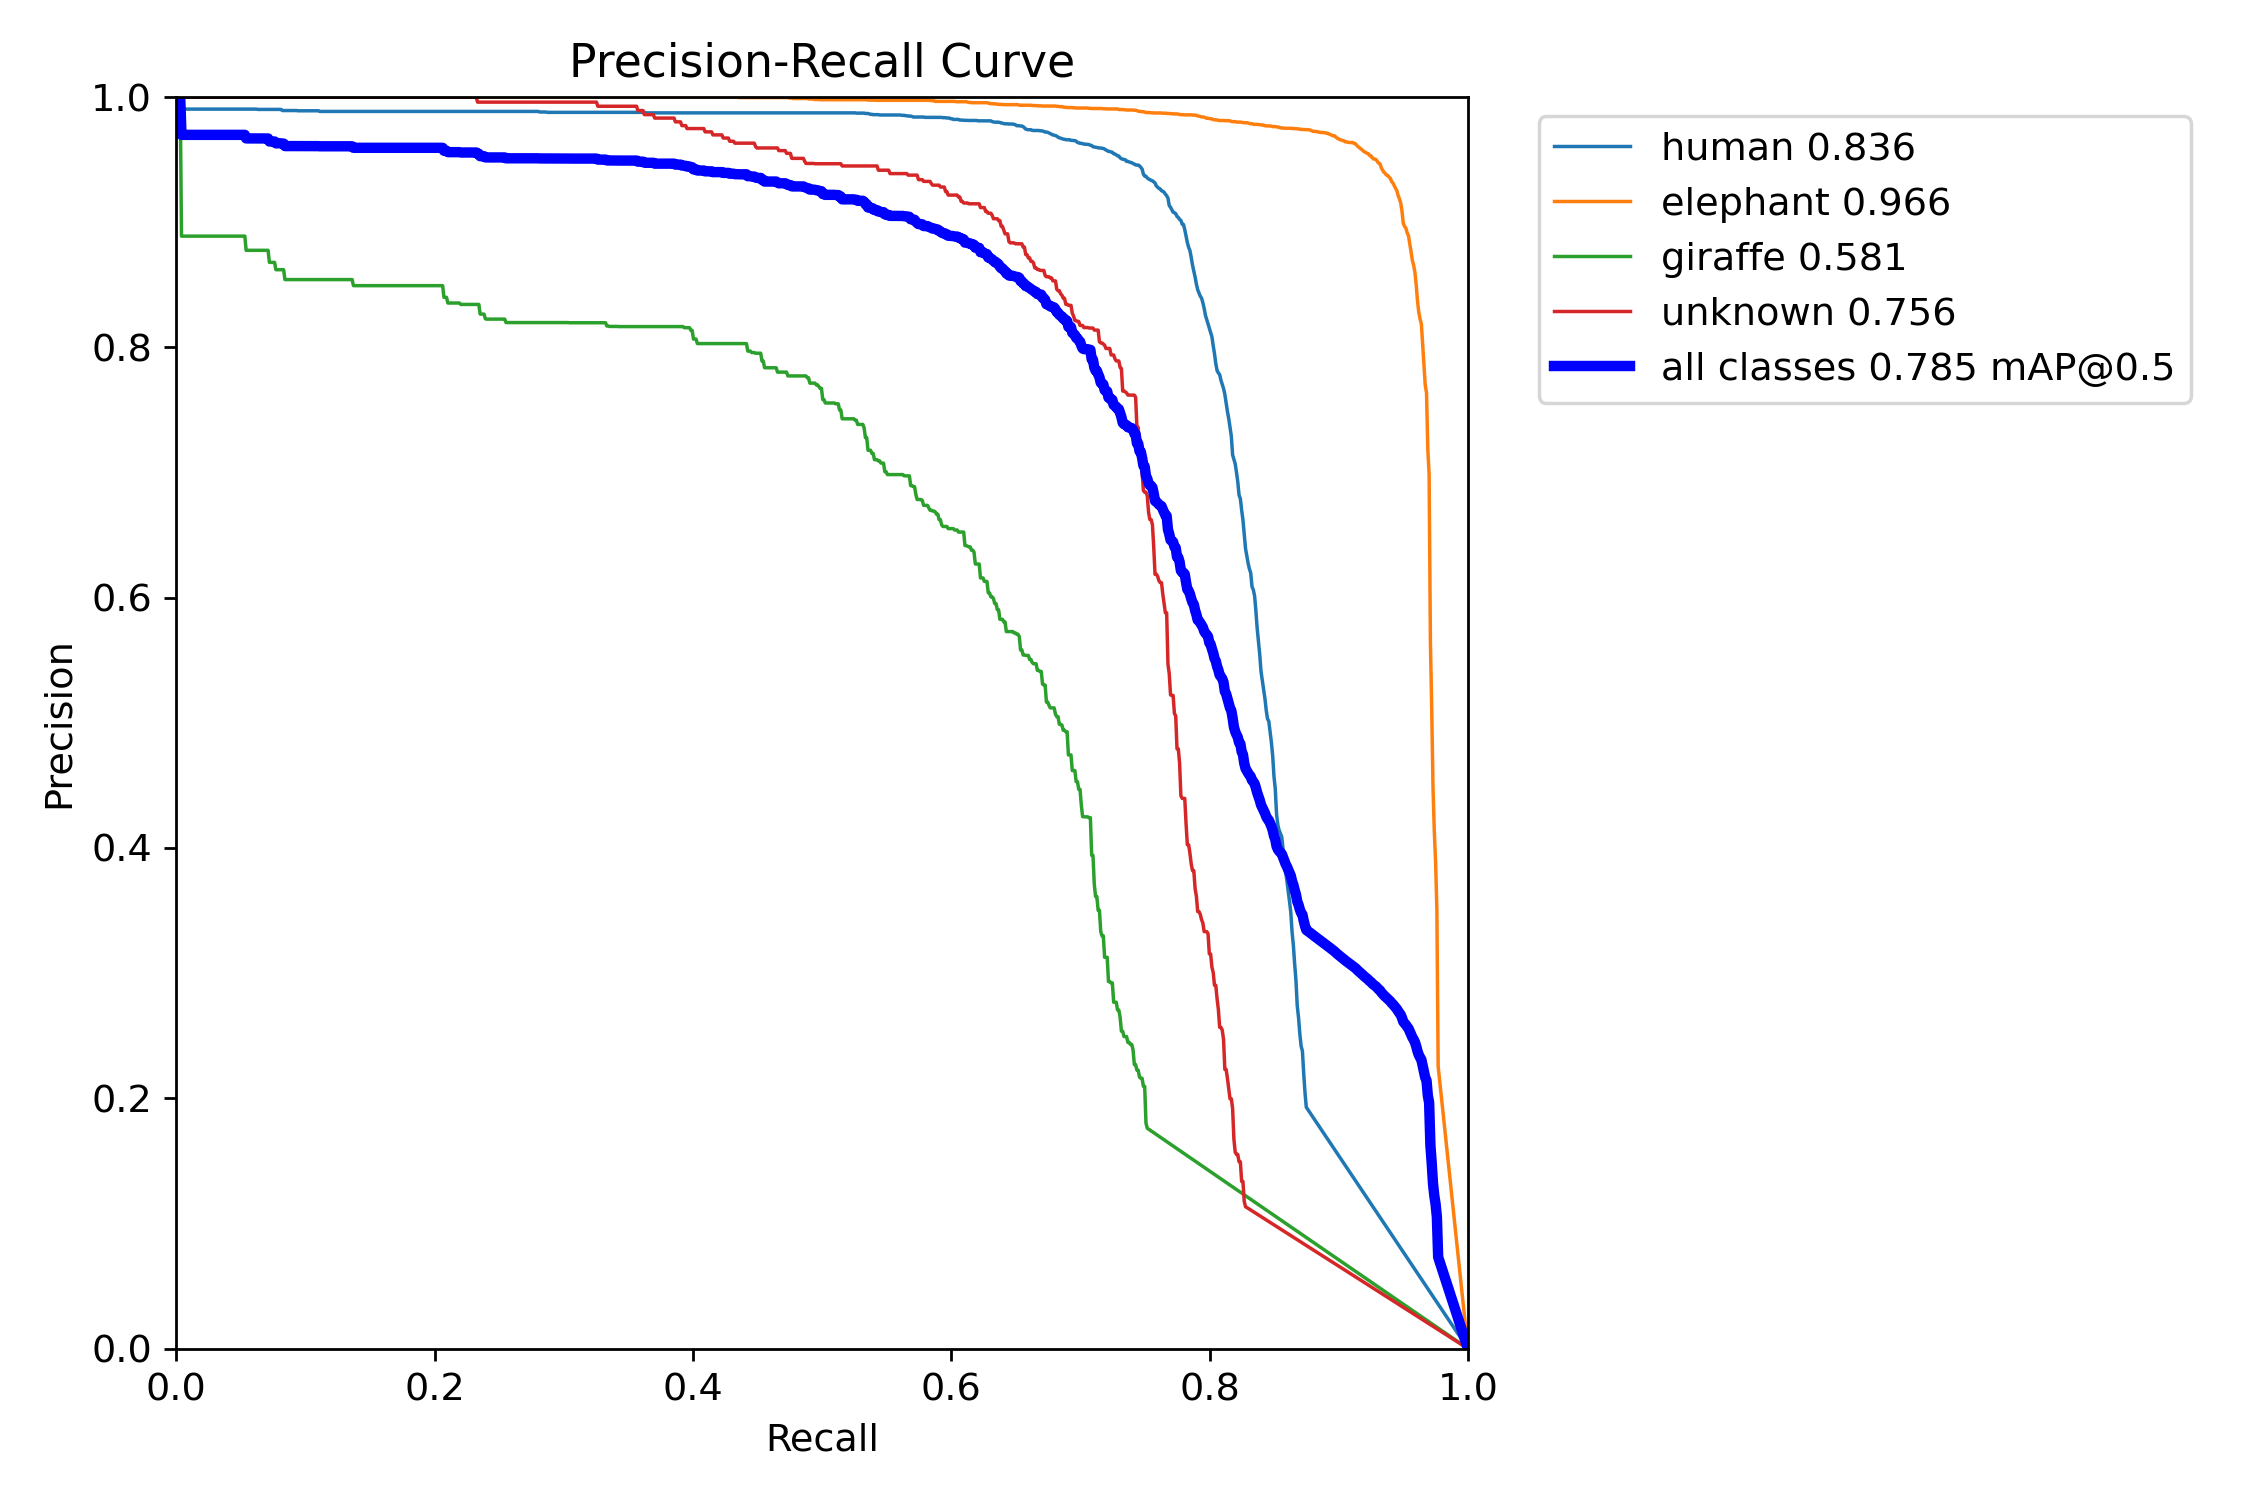 Precision-Recall Curve
1.0
0.8
0.6
0.4
0.2
0.0
Precision
0.0 0.2 0.4 0.6 0.8 1.0
Recall
human 0.836
elephant 0.966
giraffe 0.581
unknown 0.756
all classes 0.785 mAP@0.5